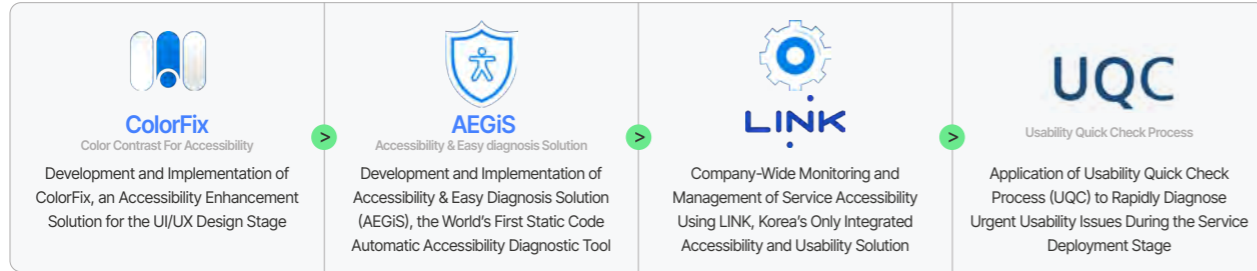 ColorFix
Color Contrast For Accessibility
Development and Implementation of
ColorFix, an Accessibility Enhancement
Solution for the UI/UX Design Stage
>
AEGiS
Accessibility & Easy diagnosis Solution
Development and Implementation of
Accessibility & Easy Diagnosis Solution
(AEGiS), the World's First Static Code
Automatic Accessibility Diagnostic Tool
>
LINK
Company-Wide Monitoring and
Management of Service Accessibility
Using LINK, Korea's Only Integrated
Accessibility and Usability Solution
>
UQC
Usability Quick Check Process
Application of Usability Quick Check
Process (UQC) to Rapidly Diagnose
Urgent Usability Issues During the Service
Deployment Stage